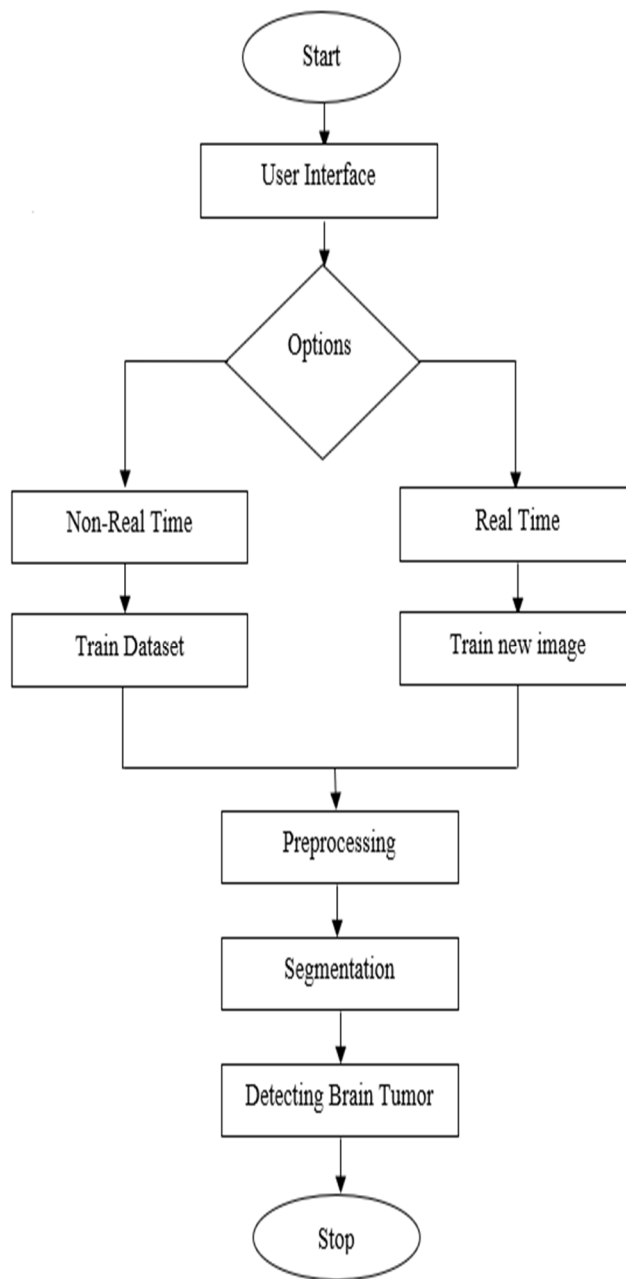 Start
User Interface
Options
Non-Real Time
Real Time
Train Dataset
Train new image
Preprocessing
Segmentation
Detecting Brain Tumor
Stop